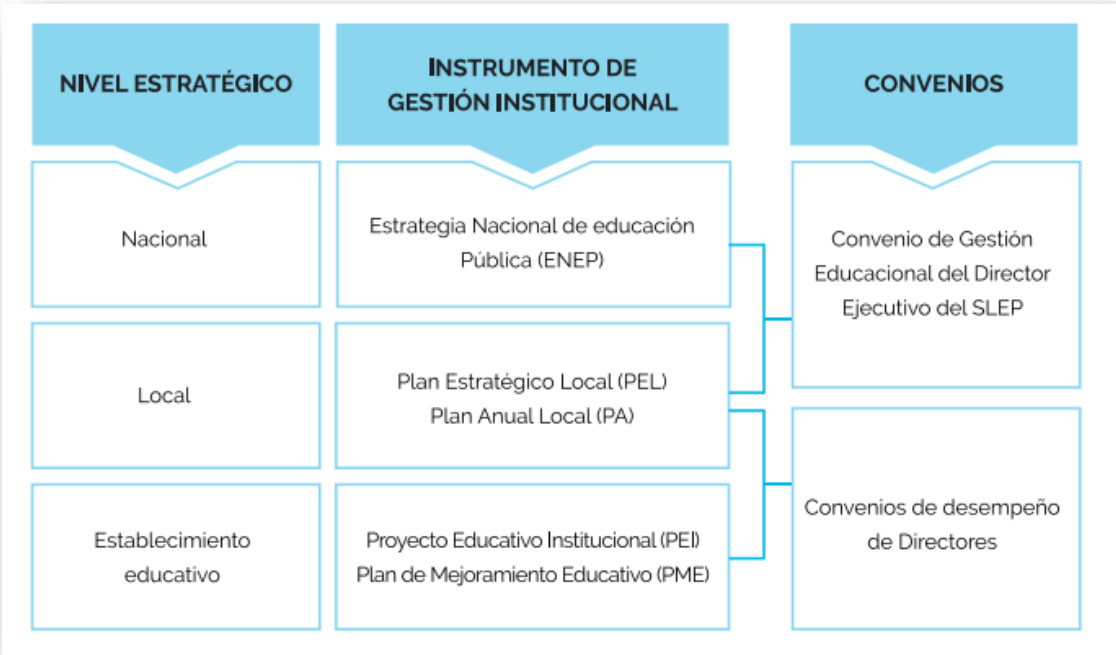 NIVEL ESTRATÉGICO
INSTRUMENTO DE
GESTIÓN INSTITUCIONAL
CONVENIOS
Nacional
Estrategia Nacional de educación
Pública (ENEP)
Convenio de Gestión
Educacional del Director
Ejecutivo del SLEP
Local
Plan Estratégico Local (PEL)
Plan Anual Local (PA)
Establecimiento
educativo
Proyecto Educativo Institucional (PEI)
Plan de Mejoramiento Educativo (PME)
Convenios de desempeño
de Directores